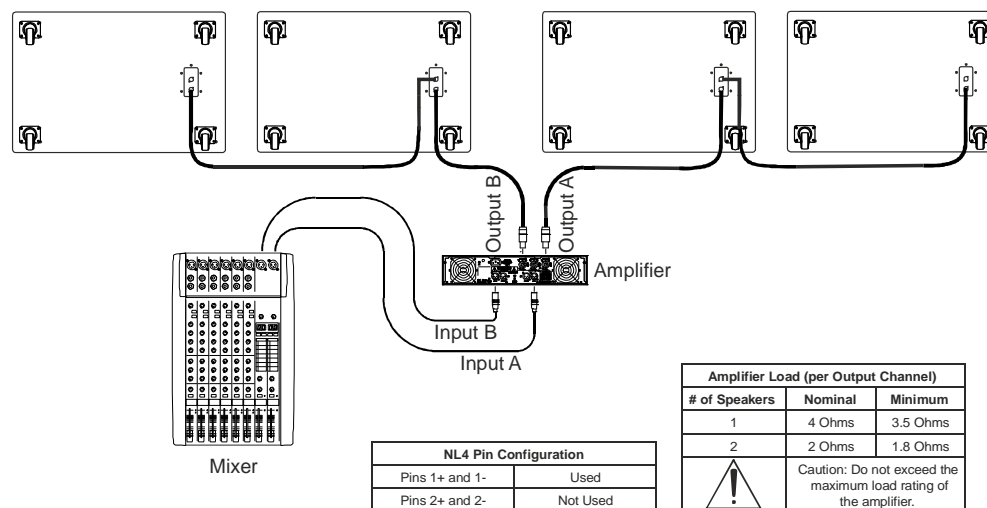 Output B
Output A
Amplifier
Input B
Input A
Mixer
NL4 Pin Configuration
Pins 1+ and 1- Used
Pins 2+ and 2- Not Used
Amplifier Load (per Output Channel)
# of Speakers Nominal Minimum
1 4 Ohms 3.5 Ohms
2 2 Ohms 1.8 Ohms
Caution: Do not exceed the
maximum load rating of
the amplifier.